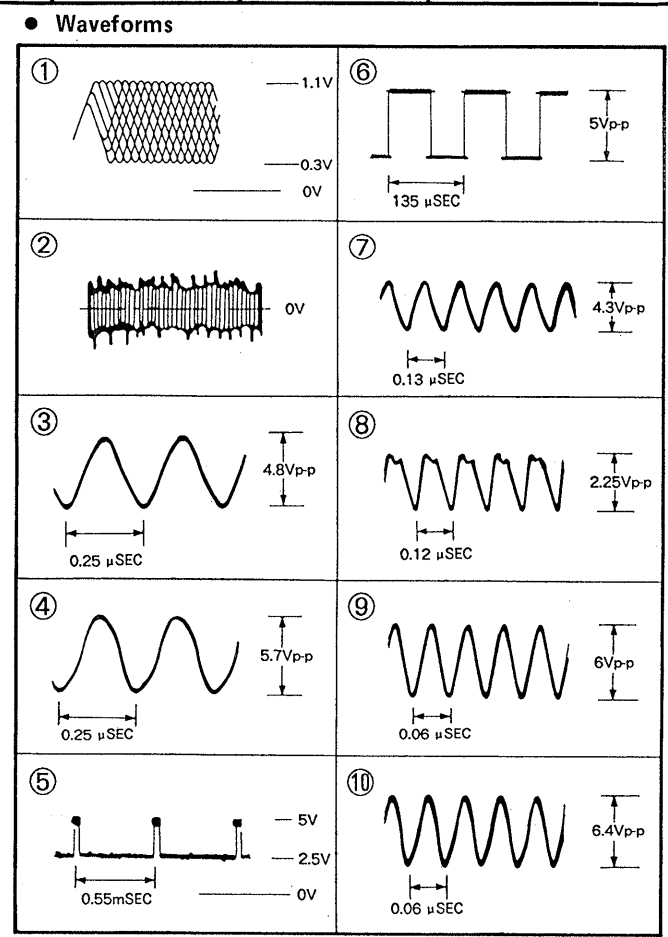 ● Waveforms
①
1.1V
0.3V
0V
②
0V
③
4.8Vp-p
0.25 µSEC
④
5.7Vp-p
0.25 µSEC
⑤
5V
2.5V
0V
0.55mSEC
⑥
5Vp-p
135 µSEC
⑦
4.3Vp-p
0.13 µSEC
⑧
2.25Vp-p
0.12 µSEC
⑨
6Vp-p
0.06 µSEC
⑩
6.4Vp-p
0.06 µSEC